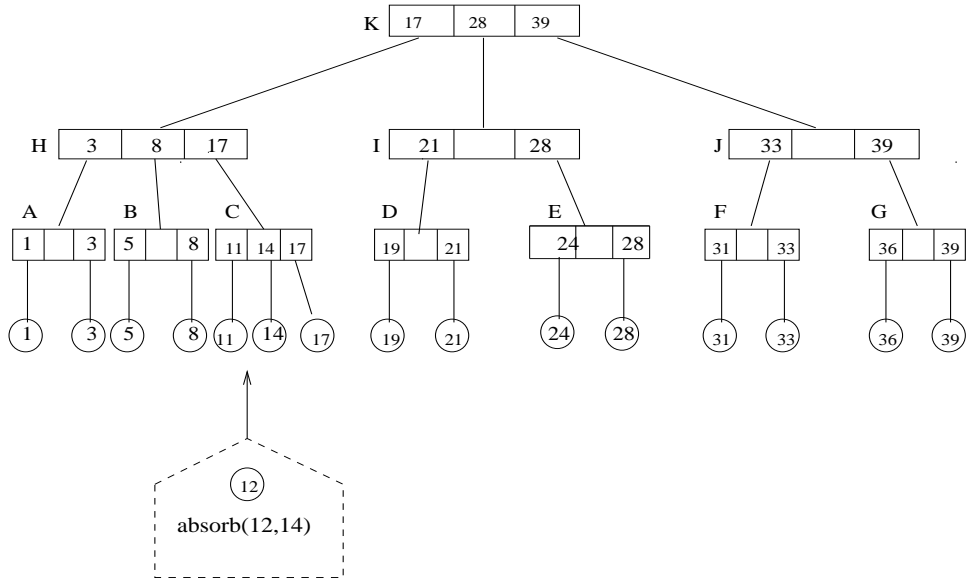 K 17 28 39
H 3 8 17 I 21 28 J 33 39
A B C D E F G
1 3 5 8 11 14 17 19 21 24 28 31 33 36 39
1 3 5 8 11 14 17 19 21 24 28 31 33 36 39
12
absorb(12,14)